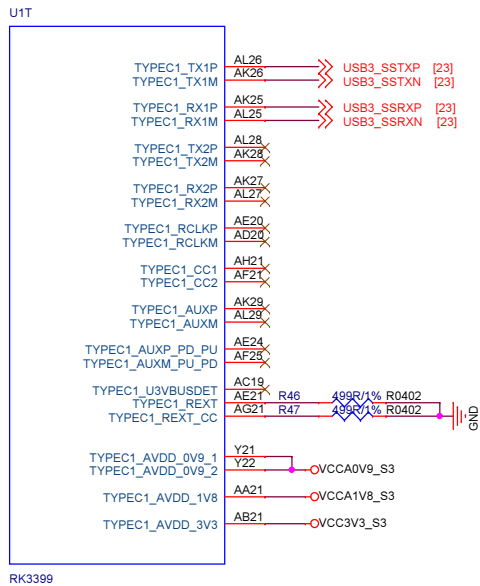 U1T
TYPEC1_TX1P AL26 USB3_SSTXP [23]
TYPEC1_TX1M AK26 USB3_SSTXN [23]
TYPEC1_RX1P AK25 USB3_SSRXP [23]
TYPEC1_RX1M AL25 USB3_SSRXN [23]
TYPEC1_TX2P AL28
TYPEC1_TX2M AK28
TYPEC1_RX2P AK27
TYPEC1_RX2M AL27
TYPEC1_RCLKP AE20
TYPEC1_RCLKM AD20
TYPEC1_CC1 AH21
TYPEC1_CC2 AF21
TYPEC1_AUXP AK29
TYPEC1_AUXM AL29
TYPEC1_AUXP_PD_PU AE24
TYPEC1_AUXM_PU_PD AF25
TYPEC1_U3VBUSDET AC19
TYPEC1_REXT AE21 R46 499R/1% R0402
TYPEC1_REXT_CC AG21 R47 499R/1% R0402
GND
TYPEC1_AVDD_0V9_1 Y21
TYPEC1_AVDD_0V9_2 Y22 VCCA0V9_S3
TYPEC1_AVDD_1V8 AA21 VCCA1V8_S3
TYPEC1_AVDD_3V3 AB21 VCC3V3_S3
RK3399